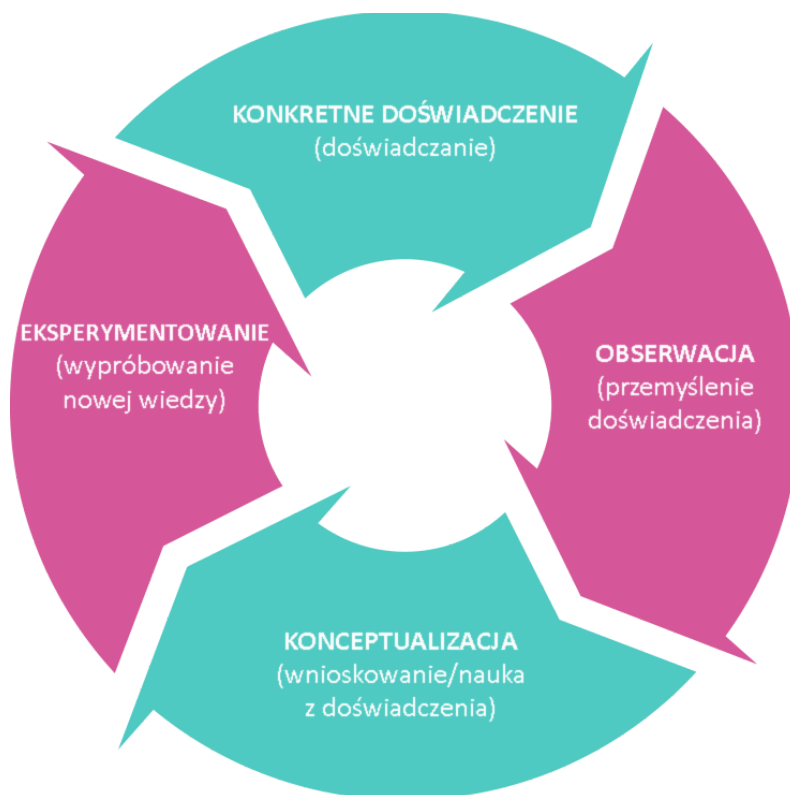 KONKRETNE DOŚWIADCZENIE
(doświadczanie)
OBSERWACJA
(przemyślenie
doświadczenia)
KONCEPTUALIZACJA
(wnioskowanie/nauka
z doświadczenia)
EKSPERYMENTOWANIE
(wypróbowanie
nowej wiedzy)